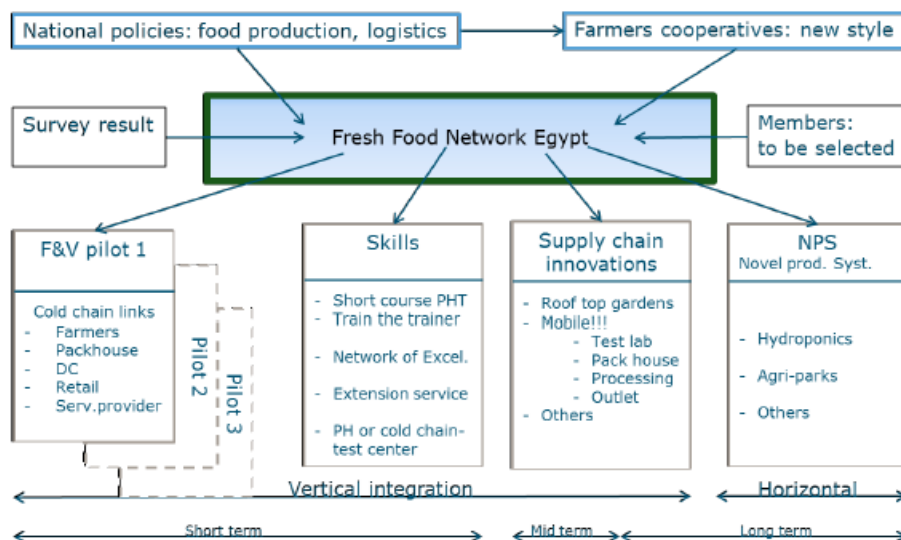 National policies: food production, logistics
Farmers cooperatives: new style
Survey result
Fresh Food Network Egypt
Members:
to be selected
F&V pilot 1
Cold chain links
- Farmers
- Packhouse
- DC
- Retail
- Serv.provider
Pilot 2
Pilot 3
Skills
- Short course PHT
- Train the trainer
- Network of Excel.
- Extension service
- PH or cold chain-
test center
Supply chain
innovations
- Roof top gardens
- Mobile!!!
- Test lab
- Pack house
- Processing
- Outlet
- Others
NPS
Novel prod. Syst.
- Hydroponics
- Agri-parks
- Others
Vertical integration
Horizontal
Short term
Mid term
Long term